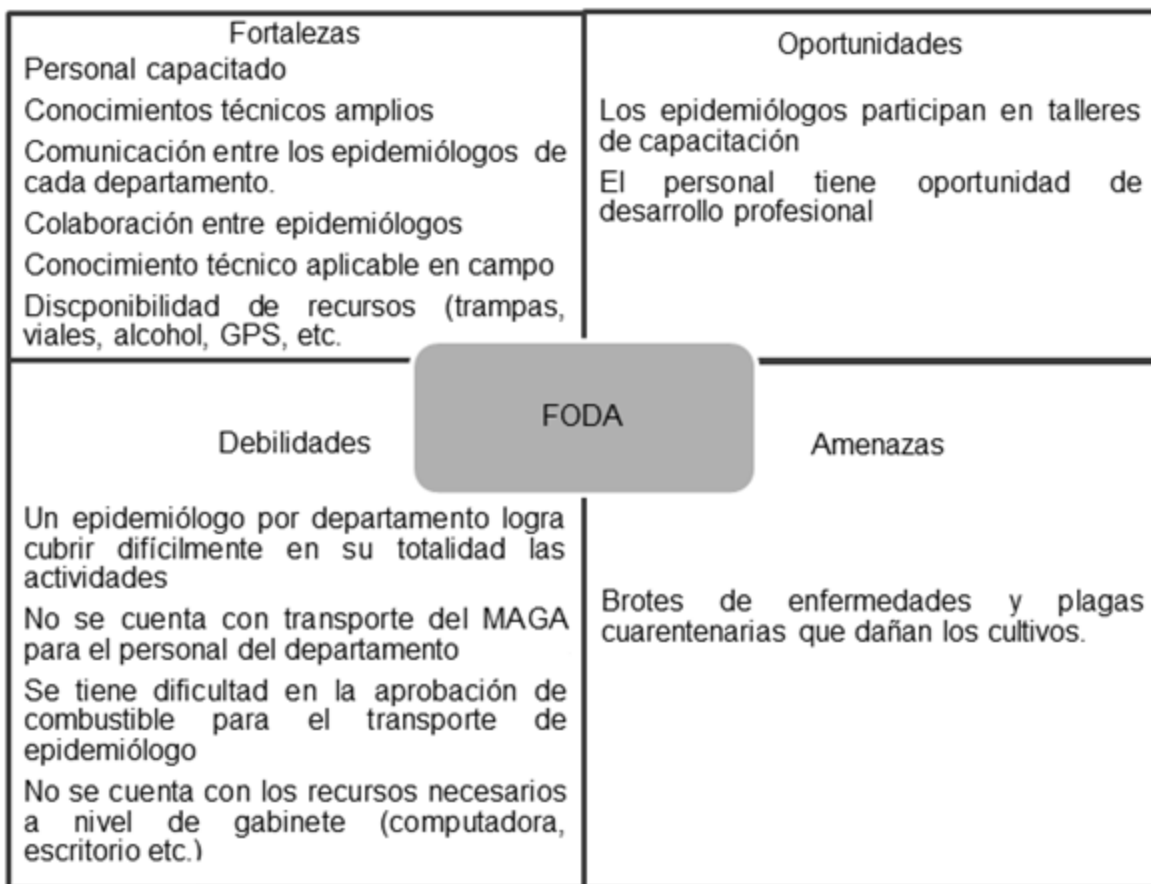 Fortalezas
Personal capacitado
Conocimientos técnicos amplios
Comunicación entre los epidemiólogos de
cada departamento.
Colaboración entre epidemiólogos
Conocimiento técnico aplicable en campo
Discponibilidad de recursos (trampas,
viales, alcohol, GPS, etc.
Oportunidades
Los epidemiólogos participan en talleres
de capacitación
El personal tiene oportunidad de
desarrollo profesional
FODA
Debilidades
Un epidemiólogo por departamento logra
cubrir difícilmente en su totalidad las
actividades
No se cuenta con transporte del MAGA
para el personal del departamento
Se tiene dificultad en la aprobación de
combustible para el transporte de
epidemiólogo
No se cuenta con los recursos necesarios
a nivel de gabinete (computadora,
escritorio etc.)
Amenazas
Brotes de enfermedades y plagas
cuarentenarias que dañan los cultivos.